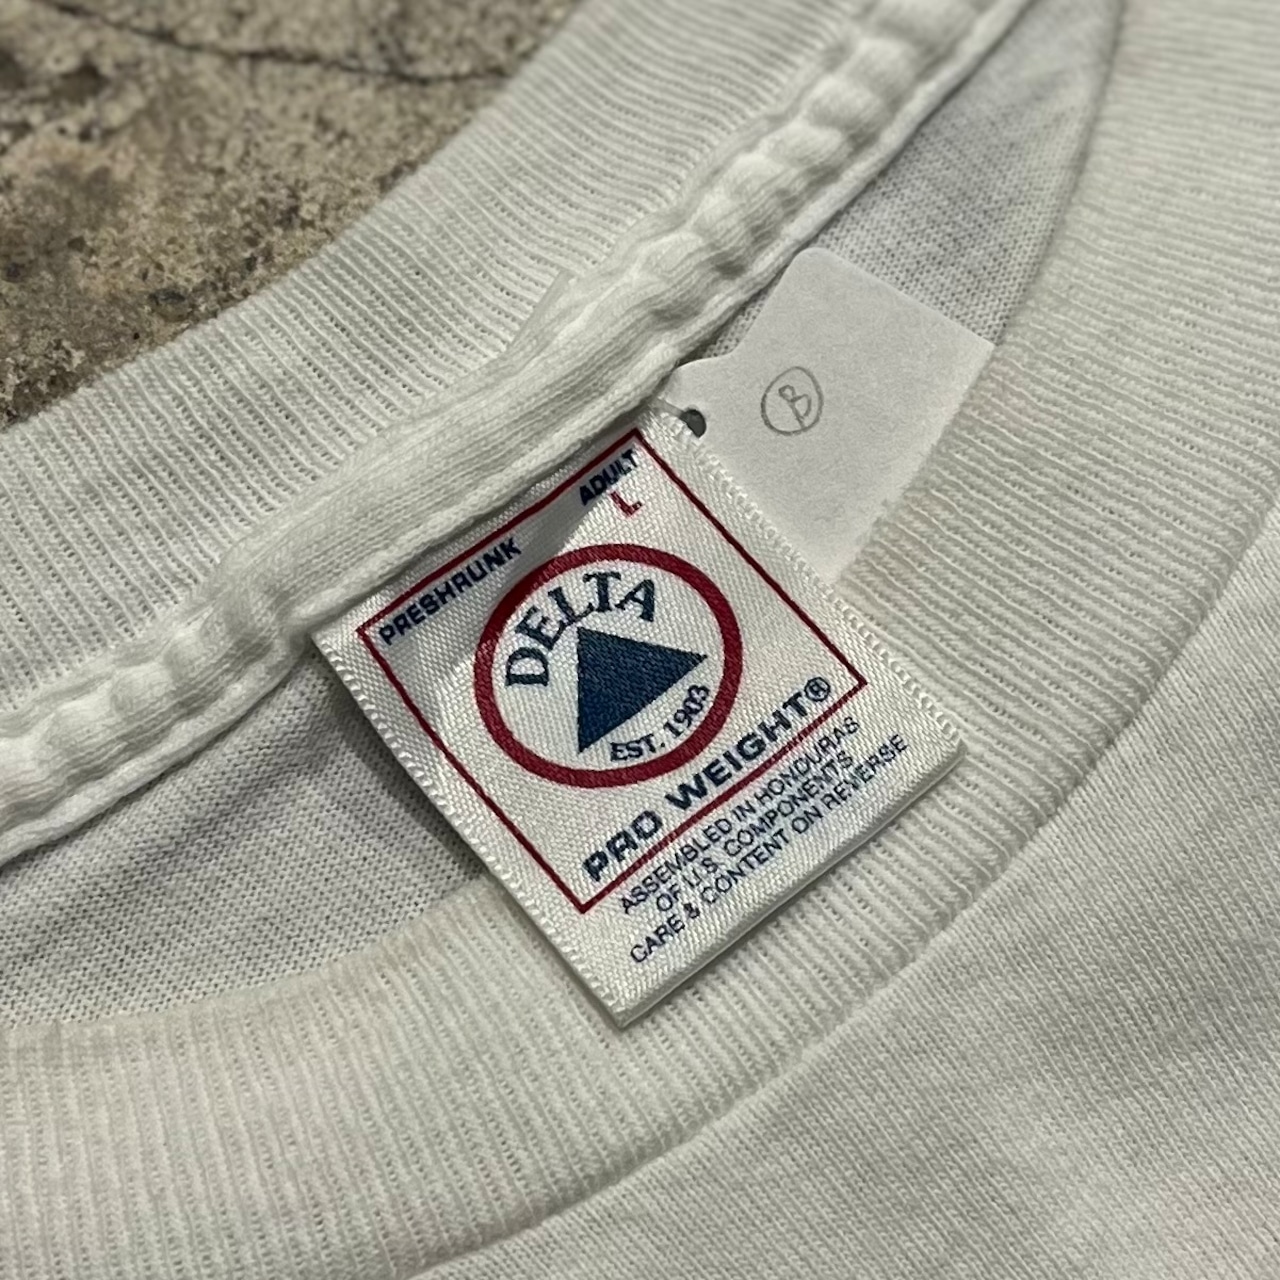 B
ADULT
L
PRESHRUNK
DELTA
EST. 1903
PRO WEIGHT®
ASSEMBLED IN HONDURAS
OF U.S. COMPONENTS
CARE & CONTENT ON REVERSE